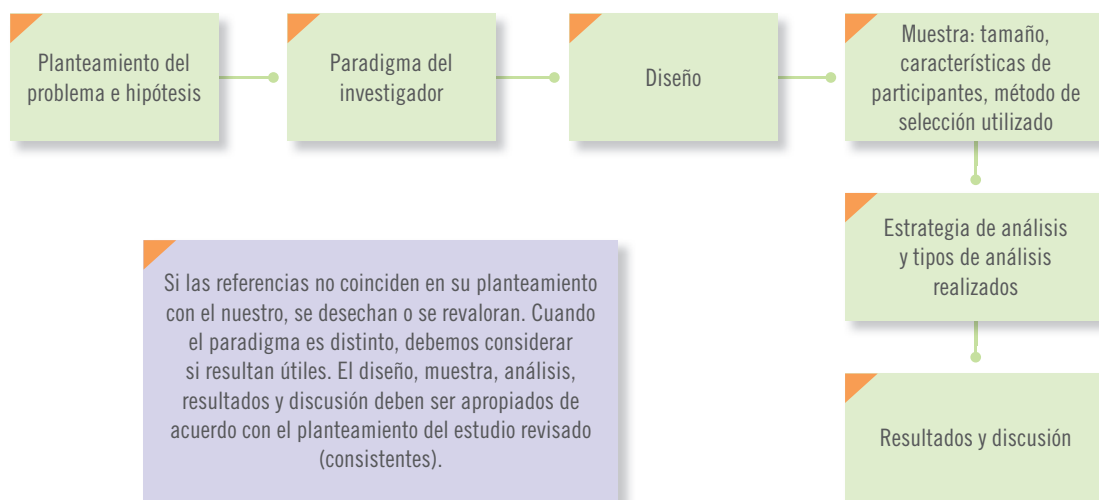 Planteamiento del
problema e hipótesis
Paradigma del
investigador
Diseño
Muestra: tamaño,
características de
participantes, método de
selección utilizado
Estrategia de análisis
y tipos de análisis
realizados
Resultados y discusión
Si las referencias no coinciden en su planteamiento
con el nuestro, se desechan o se revaloran. Cuando
el paradigma es distinto, debemos considerar
si resultan útiles. El diseño, muestra, análisis,
resultados y discusión deben ser apropiados de
acuerdo con el planteamiento del estudio revisado
(consistentes).